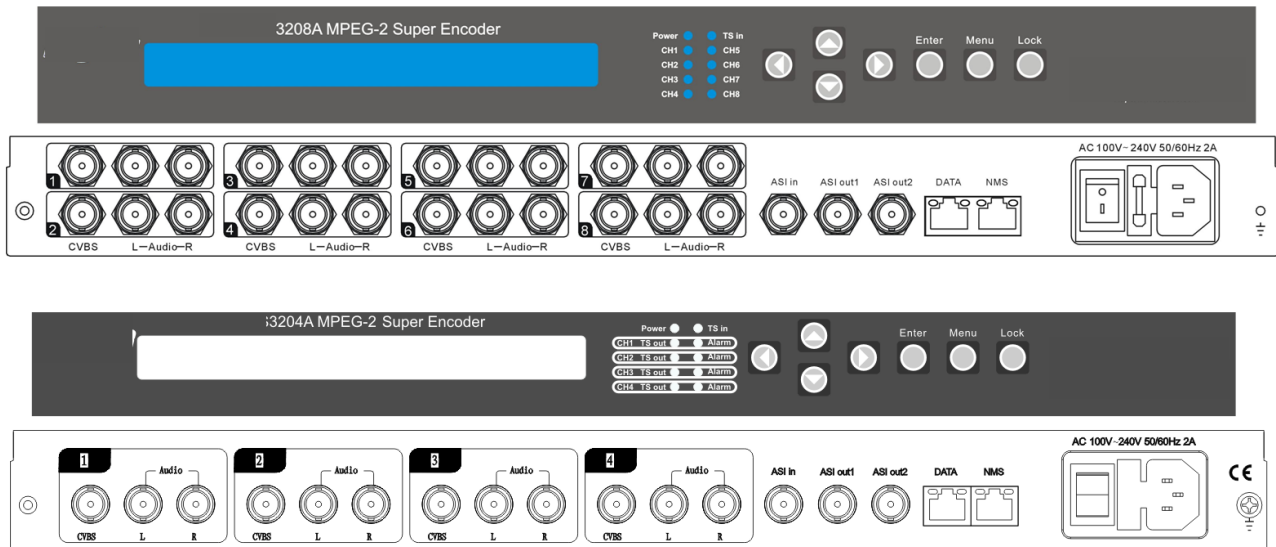 3208A MPEG-2 Super Encoder
Power TS in
CH1 CH5
CH2 CH6
CH3 CH7
CH4 CH8
Enter Menu Lock
AC 100V~240V 50/60Hz 2A
1 3 5 7
ASI in ASI out1 ASI out2 DATA NMS
2 4 6 8
CVBS L—Audio—R CVBS L—Audio—R CVBS L—Audio—R CVBS L—Audio—R
3204A MPEG-2 Super Encoder
Power TS in
CH1 TS out Alarm
CH2 TS out Alarm
CH3 TS out Alarm
CH4 TS out Alarm
Enter Menu Lock
AC 100V~240V 50/60Hz 2A
1 2 3 4
Audio Audio Audio Audio
ASI in ASI out1 ASI out2 DATA NMS
CE
CVBS L R CVBS L R CVBS L R CVBS L R